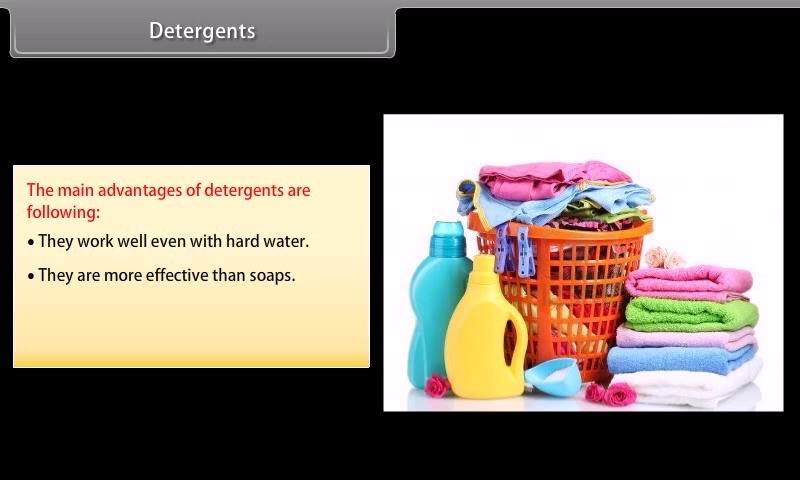 Detergents
The main advantages of detergents are
following:
• They work well even with hard water.
• They are more effective than soaps.